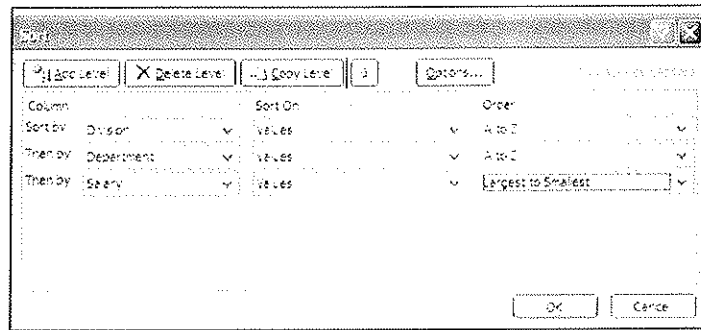 Sort
Add Level Delete Level Copy Level Options...
Column Sort On Order
Sort by Division Values A to Z
Then by Department Values A to Z
Then by Salary Values Largest to Smallest
OK Cancel